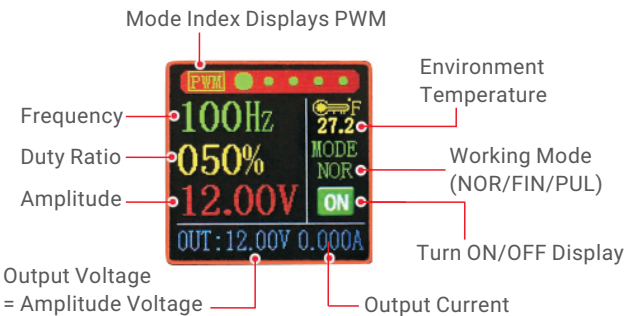 Mode Index Displays PWM
PWM
Environment
Temperature
Frequency
100Hz
°F
27.2
Duty Ratio
050%
MODE
NOR
Working Mode
(NOR/FIN/PUL)
Amplitude
12.00V
ON
OUT:12.00V 0.000A
Turn ON/OFF Display
Output Voltage
= Amplitude Voltage
Output Current